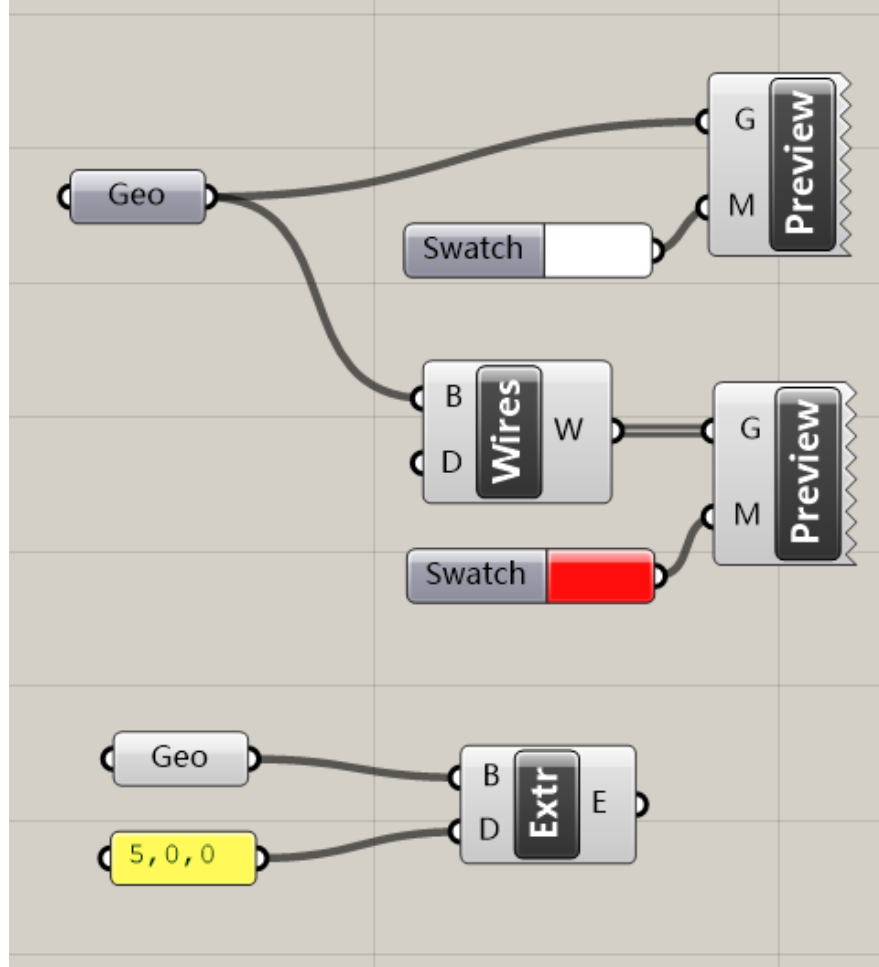 G
Preview
Geo
M
Swatch
B
Wires
W
D
G
Preview
M
Swatch
Geo
B
Extr
E
D
5,0,0